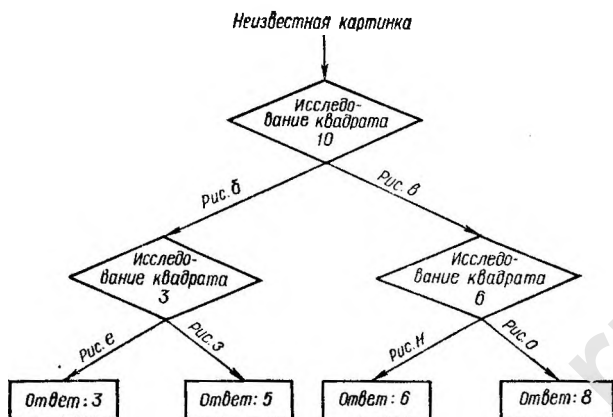 Неизвестная картинка
Исследо-
вание квадрата
10
Рис. б
Рис. в
Исследо-
вание квадрата
3
Исследо-
вание квадрата
6
Рис. е
Рис. з
Рис. н
Рис. о
Ответ: 3
Ответ: 5
Ответ: 6
Ответ: 8